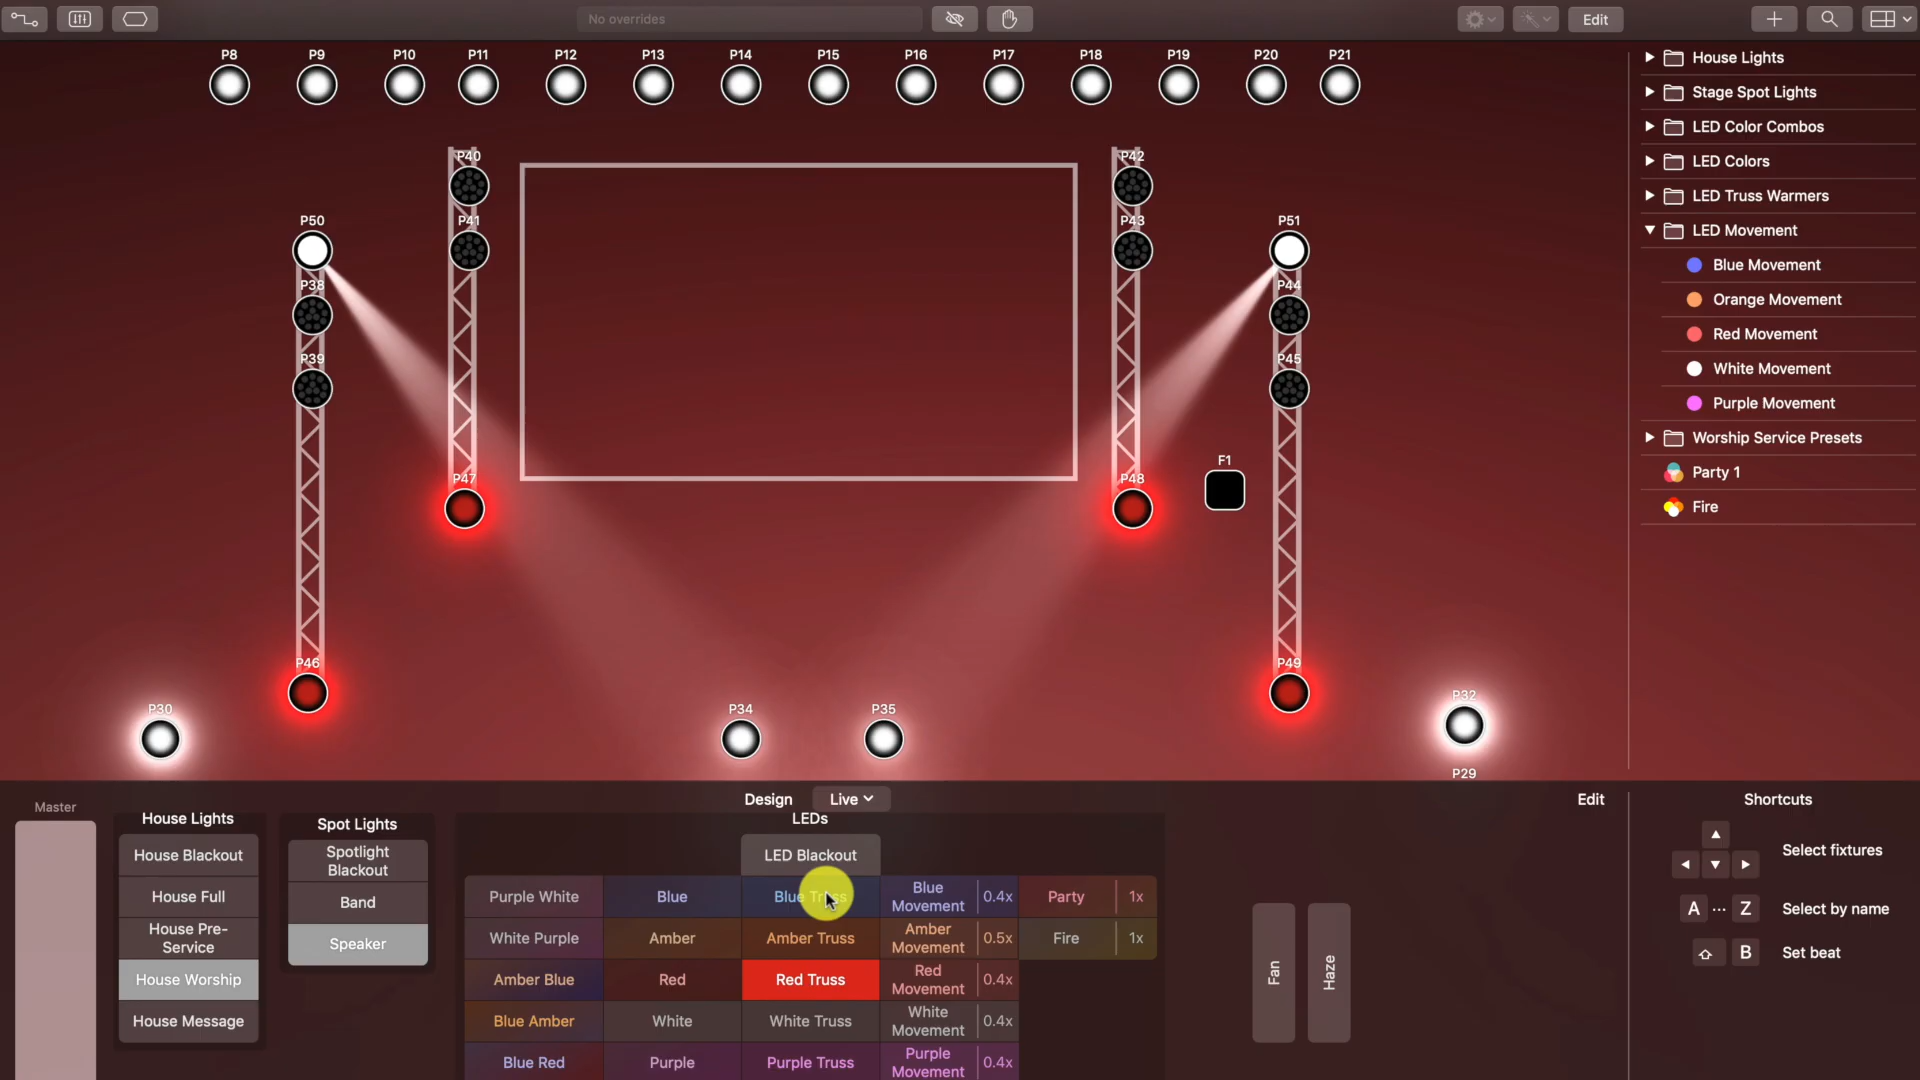 No overrides
Edit
P8 P9 P10 P11 P12 P13 P14 P15 P16 P17 P18 P19 P20 P21
P40 P42
P50 P41 P43 P51
P38 P44
P39 P45
F1
P47 P48
P46 P49
P30 P34 P35 P32
P29
House Lights
Stage Spot Lights
LED Color Combos
LED Colors
LED Truss Warmers
LED Movement
Blue Movement
Orange Movement
Red Movement
White Movement
Purple Movement
Worship Service Presets
Party 1
Fire
Design Live Edit
Master
House Lights
House Blackout
House Full
House Pre-
Service
House Worship
House Message
Spot Lights
Spotlight
Blackout
Band
Speaker
LEDs
LED Blackout
Purple White Blue Blue Truss Blue
Movement 0.4x Party 1x
White Purple Amber Amber Truss Amber
Movement 0.5x Fire 1x
Amber Blue Red Red Truss Red
Movement 0.4x
Blue Amber White White Truss White
Movement 0.4x
Blue Red Purple Purple Truss Purple
Movement 0.4x
Fan
Haze
Shortcuts
Select fixtures
A ··· Z Select by name
B Set beat